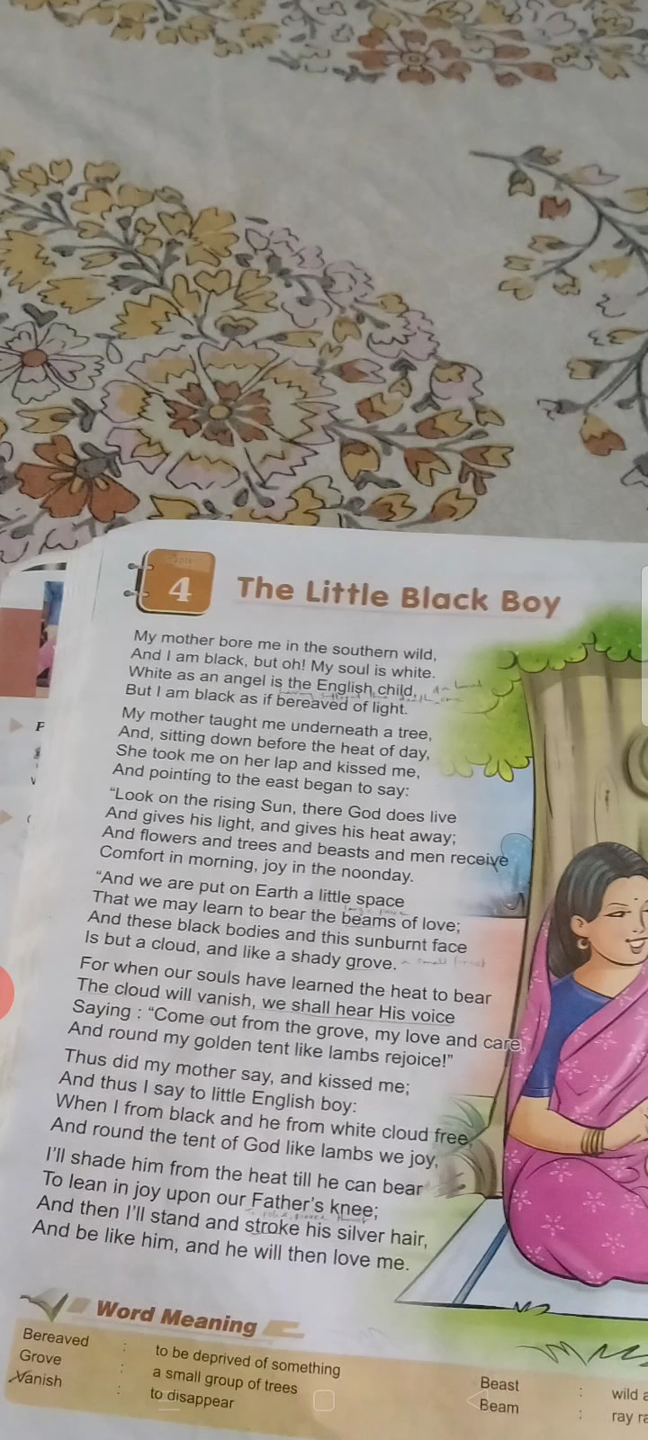 4
The Little Black Boy
My mother bore me in the southern wild,
And I am black, but oh! My soul is white.
White as an angel is the English child,
But I am black as if bereaved of light.
My mother taught me underneath a tree,
And, sitting down before the heat of day,
She took me on her lap and kissed me,
And pointing to the east began to say:
“Look on the rising Sun, there God does live
And gives his light, and gives his heat away;
And flowers and trees and beasts and men receive
Comfort in morning, joy in the noonday.
“And we are put on Earth a little space
That we may learn to bear the beams of love;
And these black bodies and this sunburnt face
Is but a cloud, and like a shady grove.
a small forest
For when our souls have learned the heat to bear
The cloud will vanish, we shall hear His voice
Saying : “Come out from the grove, my love and care,
And round my golden tent like lambs rejoice!”
Thus did my mother say, and kissed me;
And thus I say to little English boy:
When I from black and he from white cloud free,
And round the tent of God like lambs we joy,
I’ll shade him from the heat till he can bear
To lean in joy upon our Father’s knee;
And then I’ll stand and stroke his silver hair,
And be like him, and he will then love me.
Word Meaning
Bereaved : to be deprived of something
Grove : a small group of trees
Vanish : to disappear
Beast : wild
Beam : ray